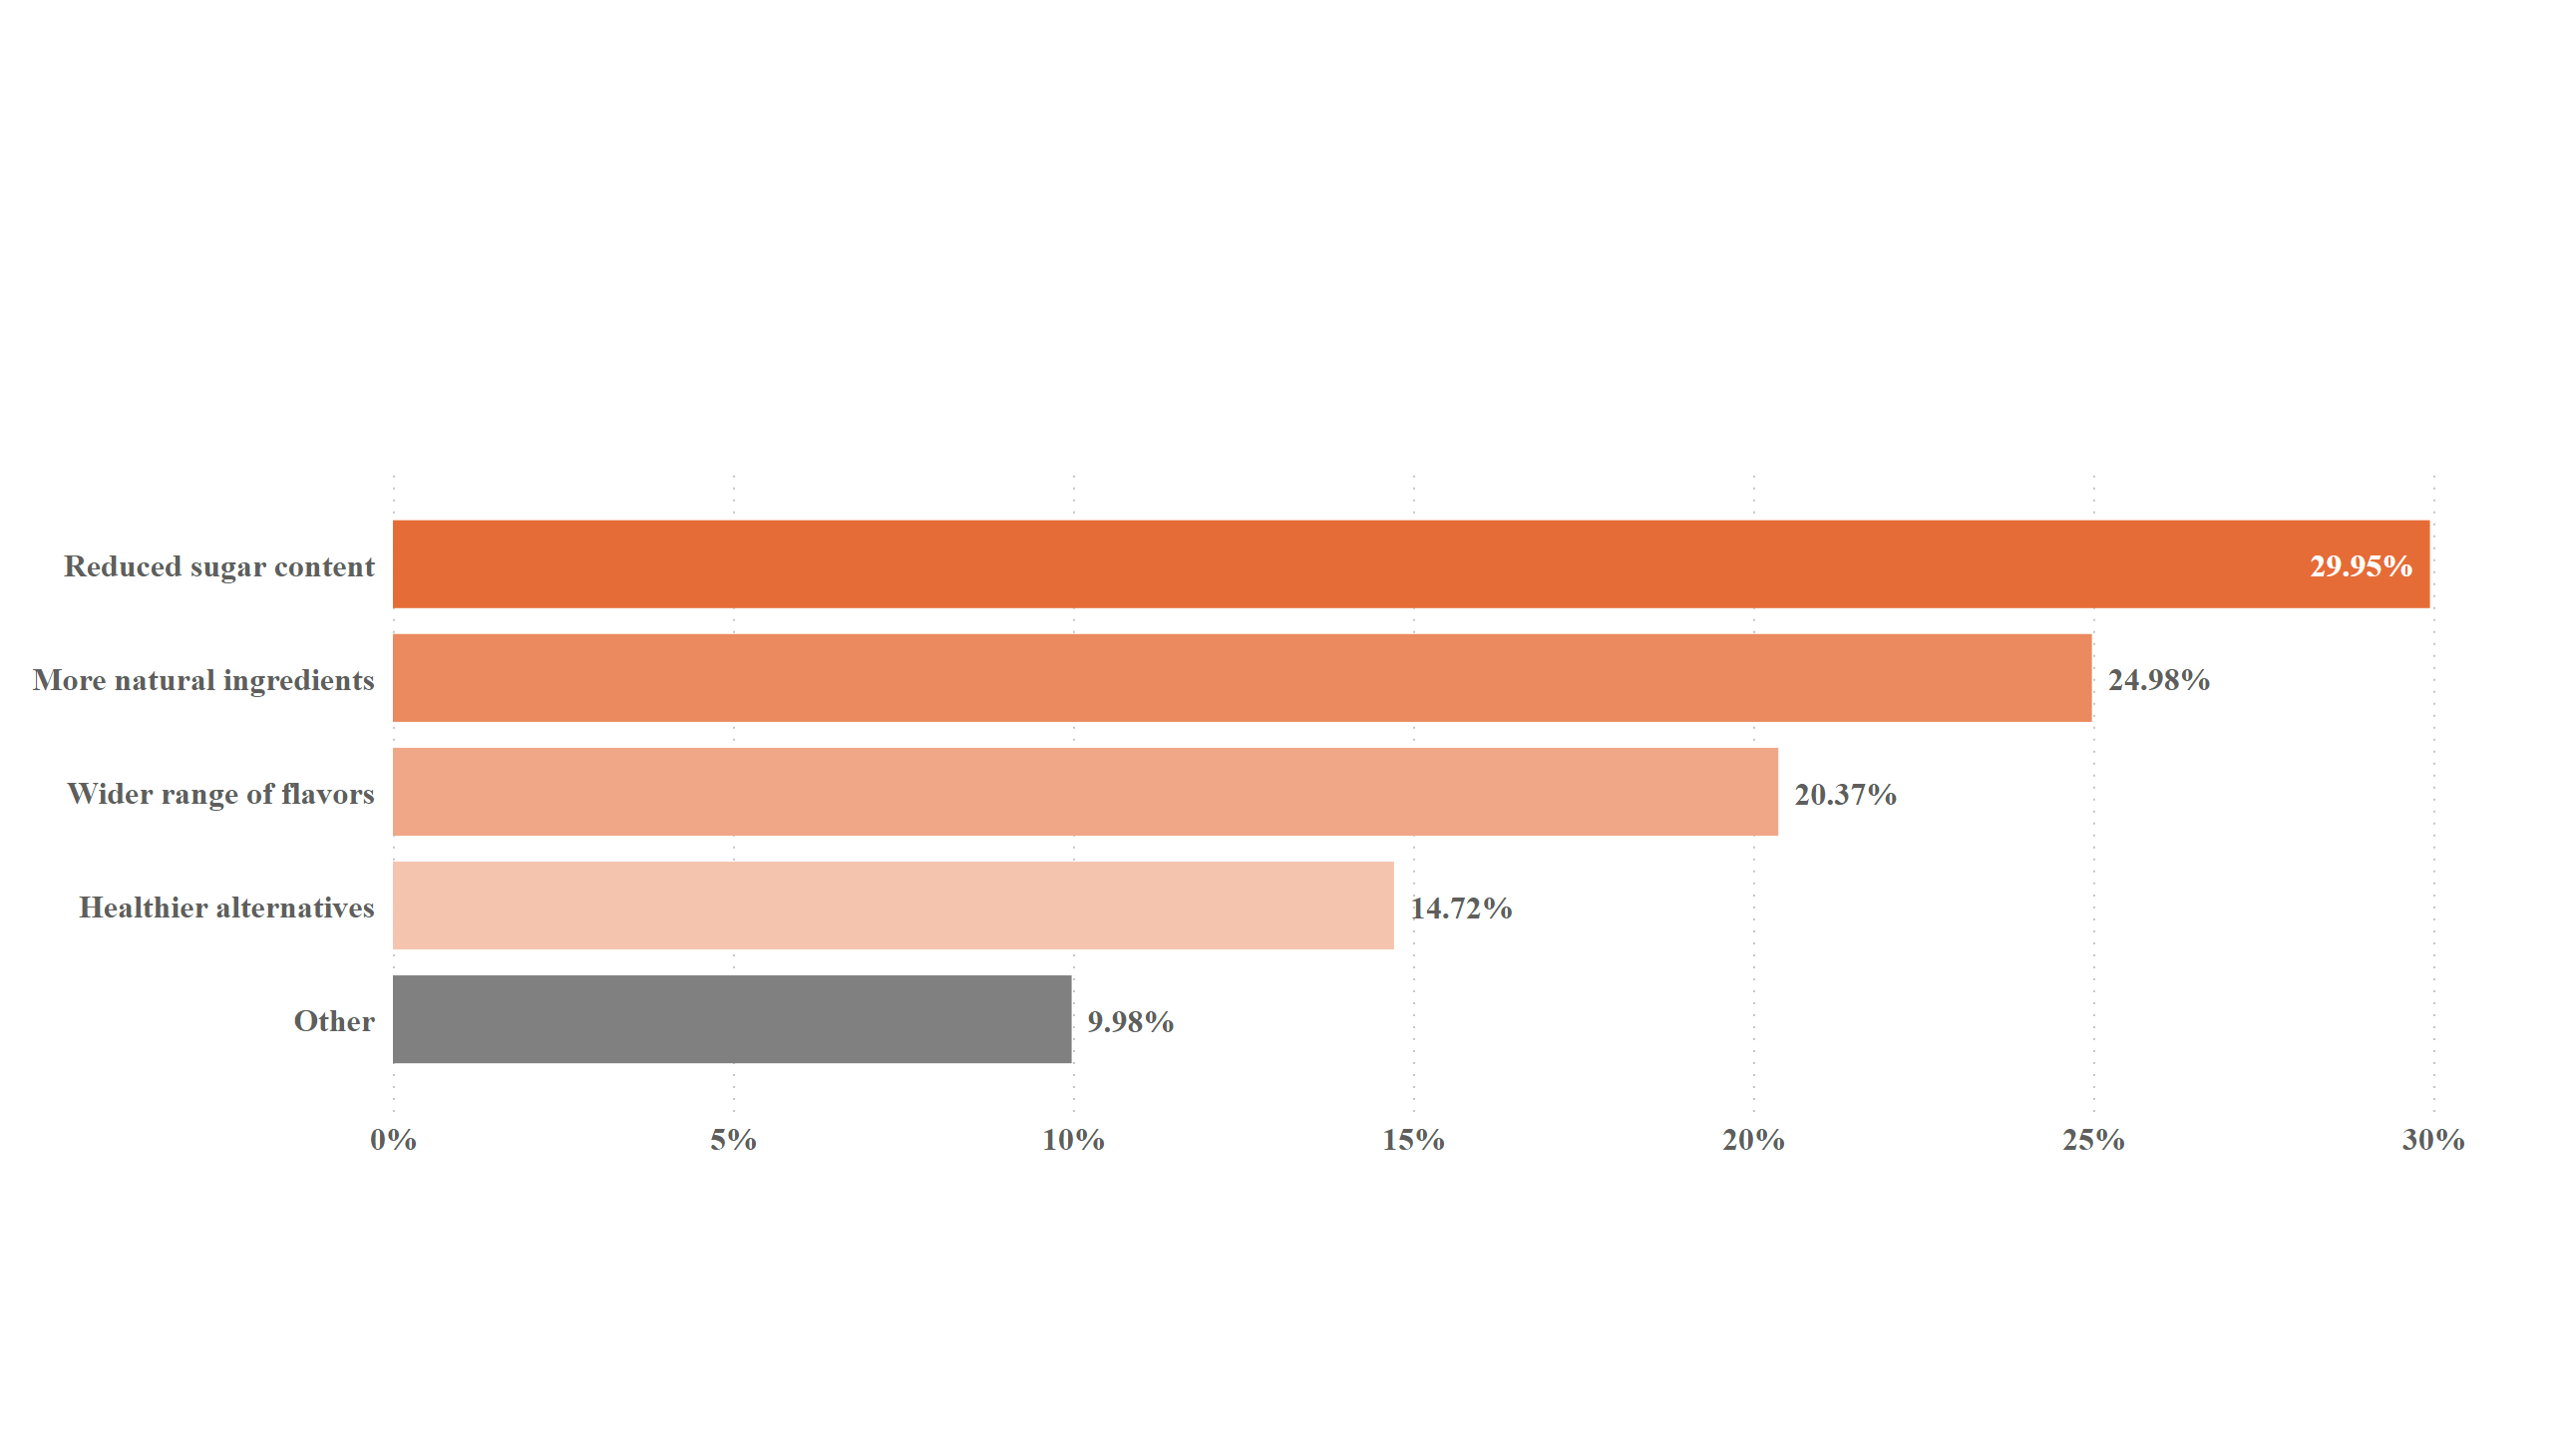 Reduced sugar content 29.95%
More natural ingredients 24.98%
Wider range of flavors 20.37%
Healthier alternatives 14.72%
Other 9.98%
0% 5% 10% 15% 20% 25% 30%